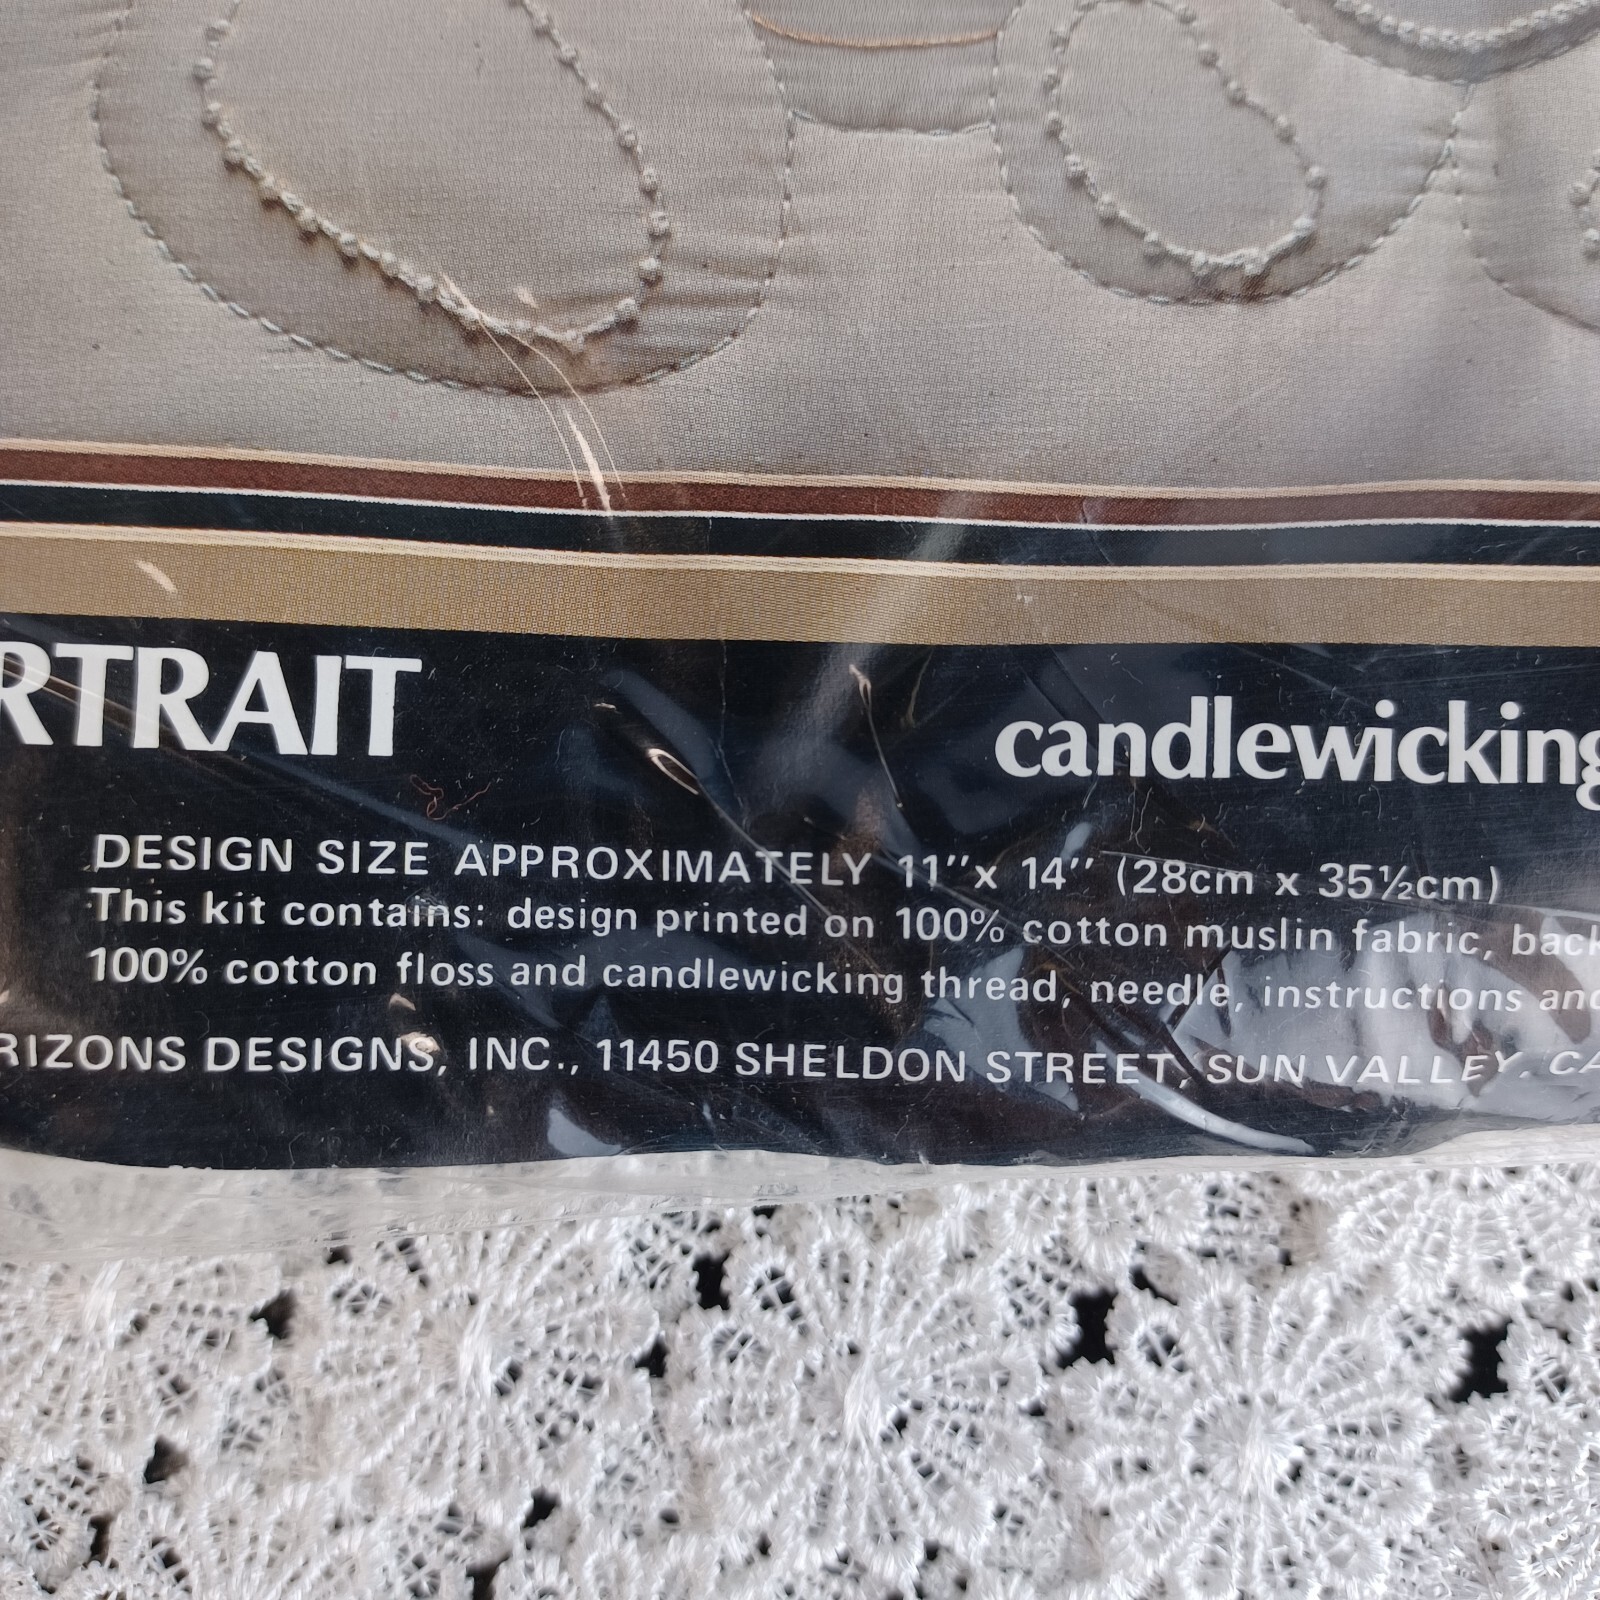 RTRAIT
candlewicking
DESIGN SIZE APPROXIMATELY 11″x 14″ (28cm x 35½cm)
This kit contains: design printed on 100% cotton muslin fabric, back
100% cotton floss and candlewicking thread, needle, instructions and
RIZONS DESIGNS, INC., 11450 SHELDON STREET, SUN VALLEY, CA